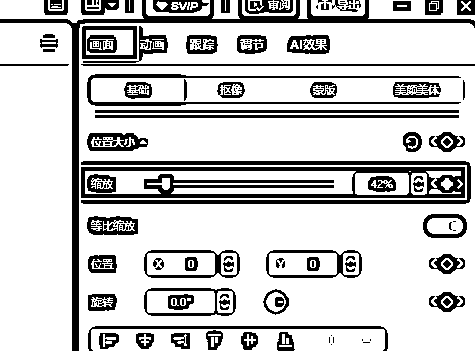 SVIP 审阅 导出
画面 动画 跟踪 调节 AI效果
基础 抠像 蒙版 美颜美体
位置大小
缩放 42%
等比缩放
位置 X 0 Y 0
旋转 0.0°